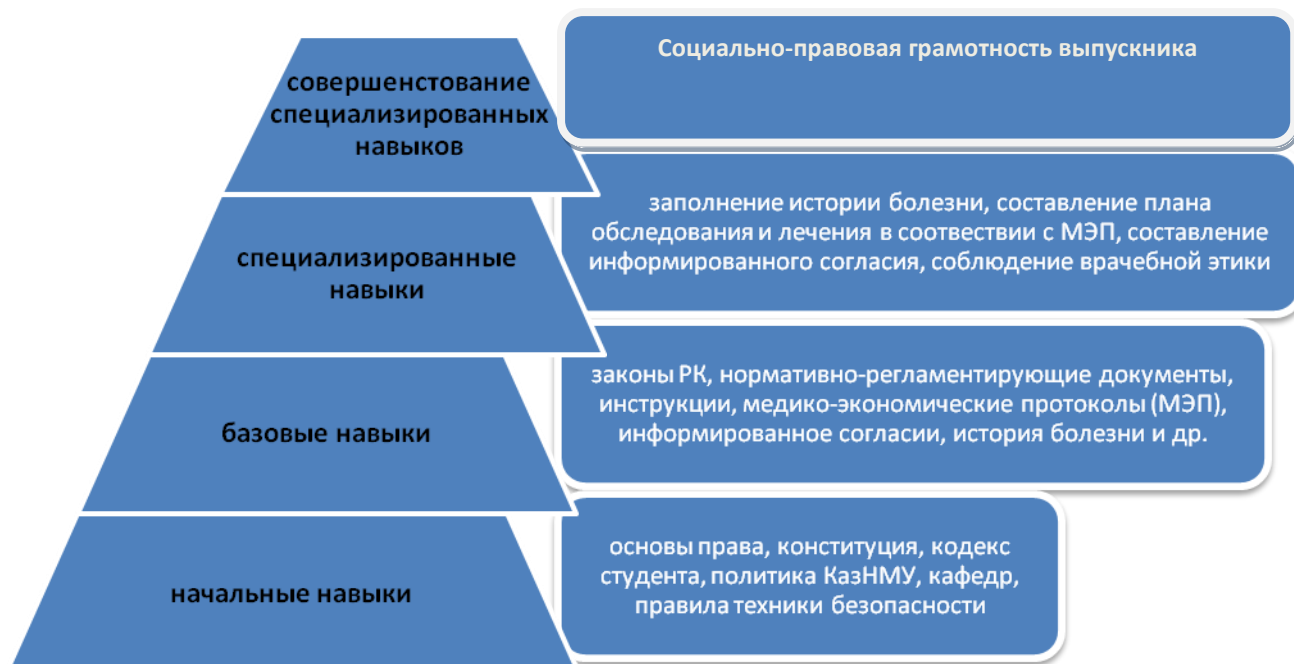 Социально-правовая грамотность выпускника
совершенстование
специализированных
навыков
заполнение истории болезни, составление плана
обследования и лечения в соотвествии с МЭП, составление
информированного согласия, соблюдение врачебной этики
специализированные
навыки
законы РК, нормативно-регламентирующие документы,
инструкции, медико-экономические протоколы (МЭП),
информированное согласии, история болезни и др.
базовые навыки
основы права, конституция, кодекс
студента, политика КазНМУ, кафедр,
правила техники безопасности
начальные навыки